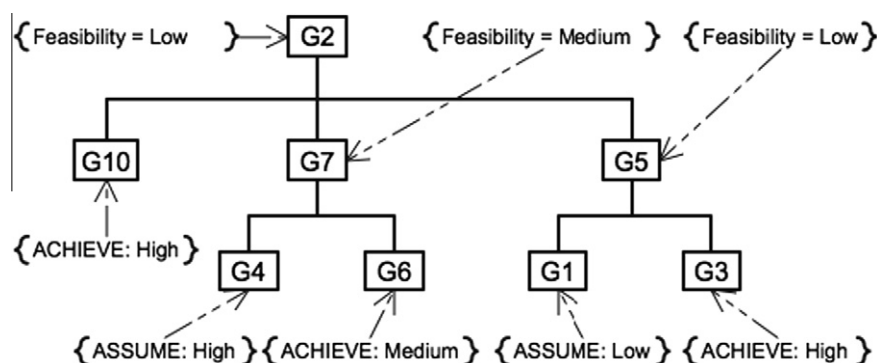 {Feasibility = Low }
G2
{Feasibility = Medium }
{Feasibility = Low }
G10
G7
G5
{ACHIEVE: High }
G4
G6
G1
G3
{ASSUME: High }
{ACHIEVE: Medium }
{ASSUME: Low }
{ACHIEVE: High }